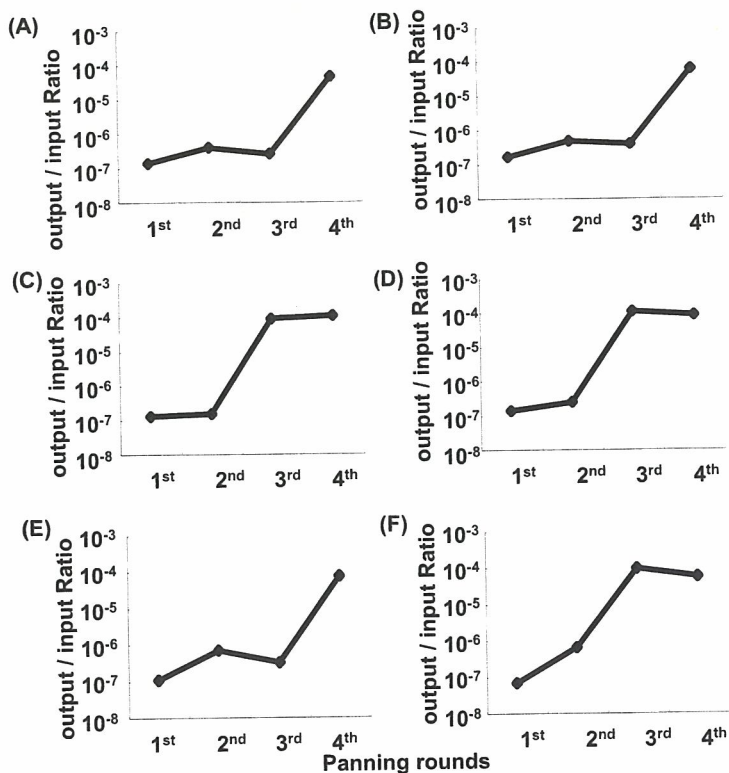 (A)
output / input Ratio
10-3
10-4
10-5
10-6
10-7
10-8
1st 2nd 3rd 4th
(B)
output / input Ratio
10-3
10-4
10-5
10-6
10-7
10-8
1st 2nd 3rd 4th
(C)
output / input Ratio
10-3
10-4
10-5
10-6
10-7
10-8
1st 2nd 3rd 4th
(D)
output / input Ratio
10-3
10-4
10-5
10-6
10-7
10-8
1st 2nd 3rd 4th
(E)
output / input Ratio
10-3
10-4
10-6
10-7
10-8
1st 2nd 3rd 4th
(F)
output / input Ratio
10-3
10-4
10-5
10-6
10-7
10-8
1st 2nd 3rd 4th
Panning rounds